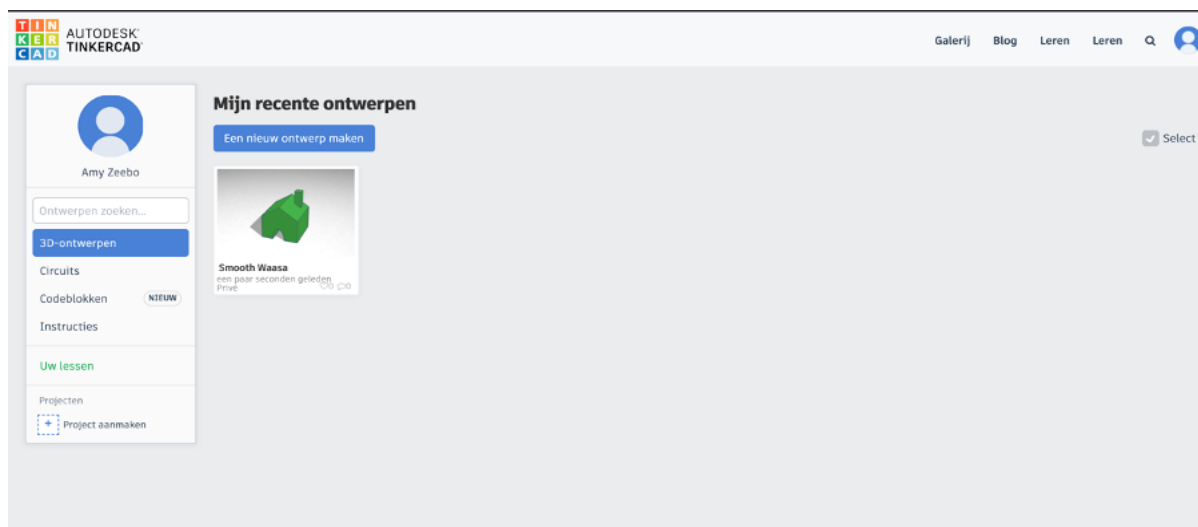 TIN
KER
CAD
AUTODESK®
TINKERCAD®
Galerij Blog Leren Leren
Amy Zeebo
Ontwerpen zoeken...
3D-ontwerpen
Circuits
Codeblokken NIEUW
Instructies
Uw lessen
Projecten
+ Project aanmaken
Mijn recente ontwerpen
Een nieuw ontwerp maken
Select
Smooth Waasa
een paar seconden geleden
Privé
0 0